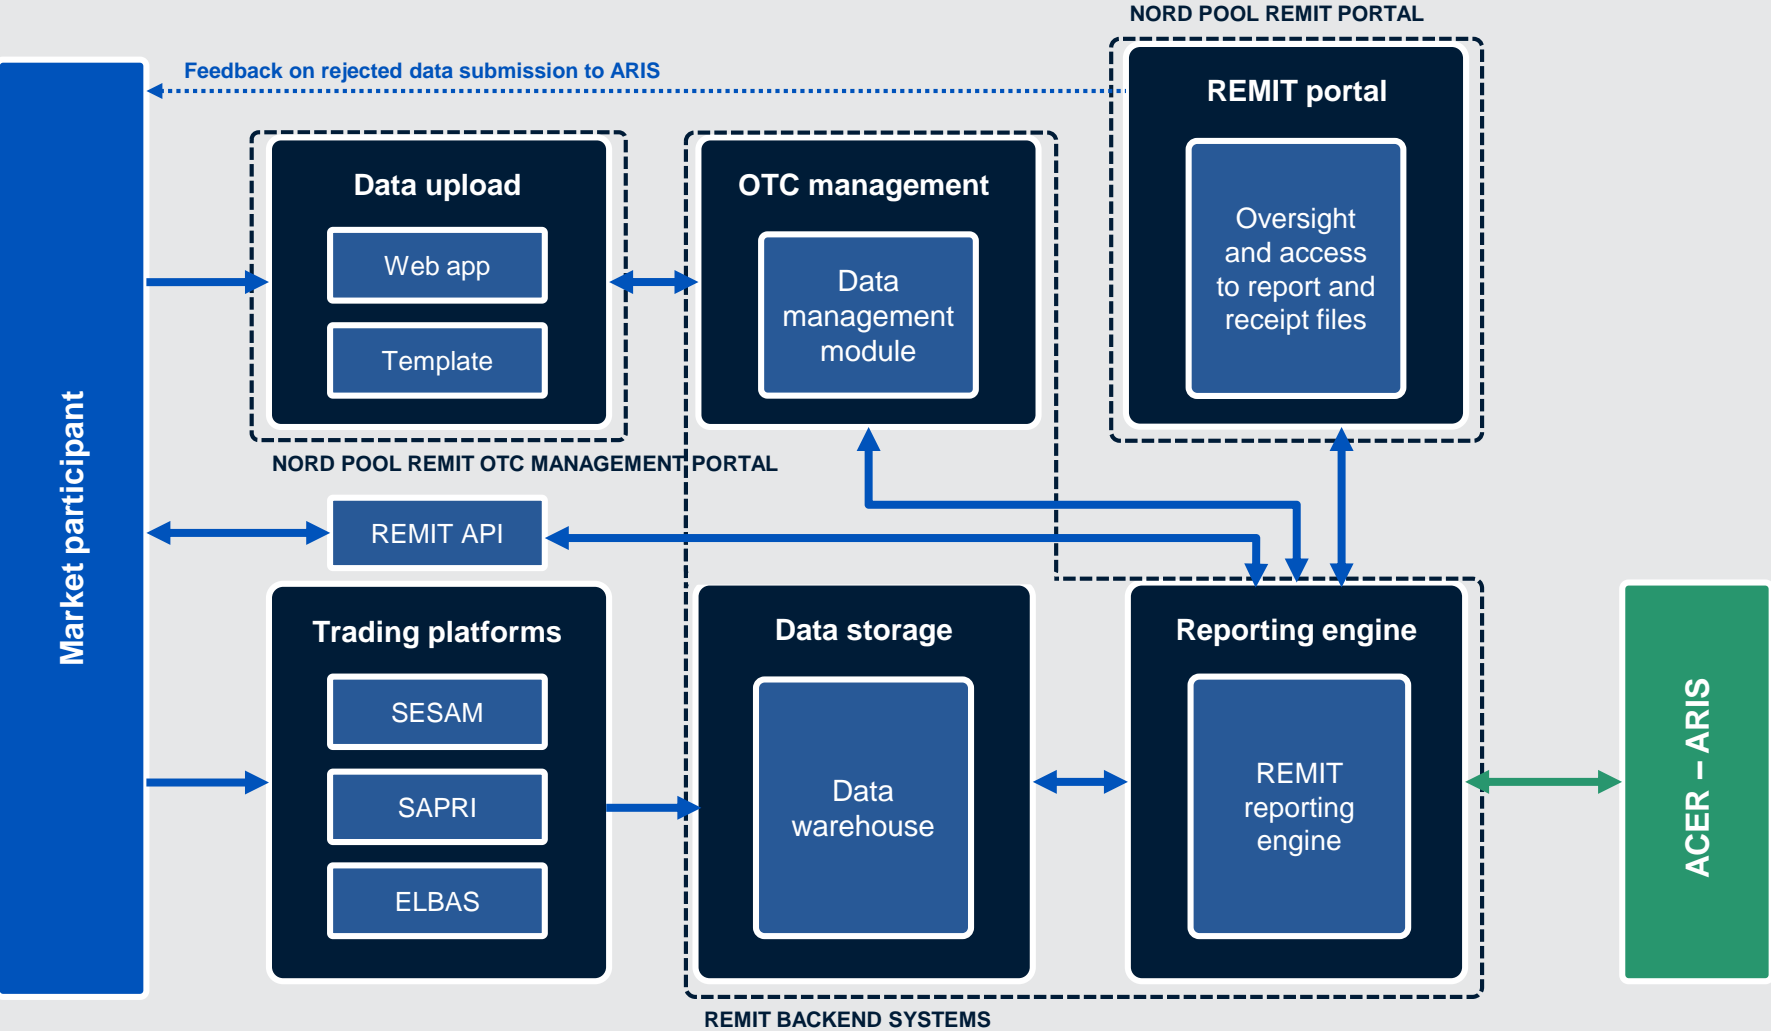 NORD POOL REMIT PORTAL
Feedback on rejected data submission to ARIS
REMIT portal
Oversight
and access
to report and
receipt files
Data upload
Web app
Template
OTC management
Data
management
module
NORD POOL REMIT OTC MANAGEMENT PORTAL
Market participant
REMIT API
Trading platforms
SESAM
SAPRI
ELBAS
Data storage
Data
warehouse
Reporting engine
REMIT
reporting
engine
ACER – ARIS
REMIT BACKEND SYSTEMS